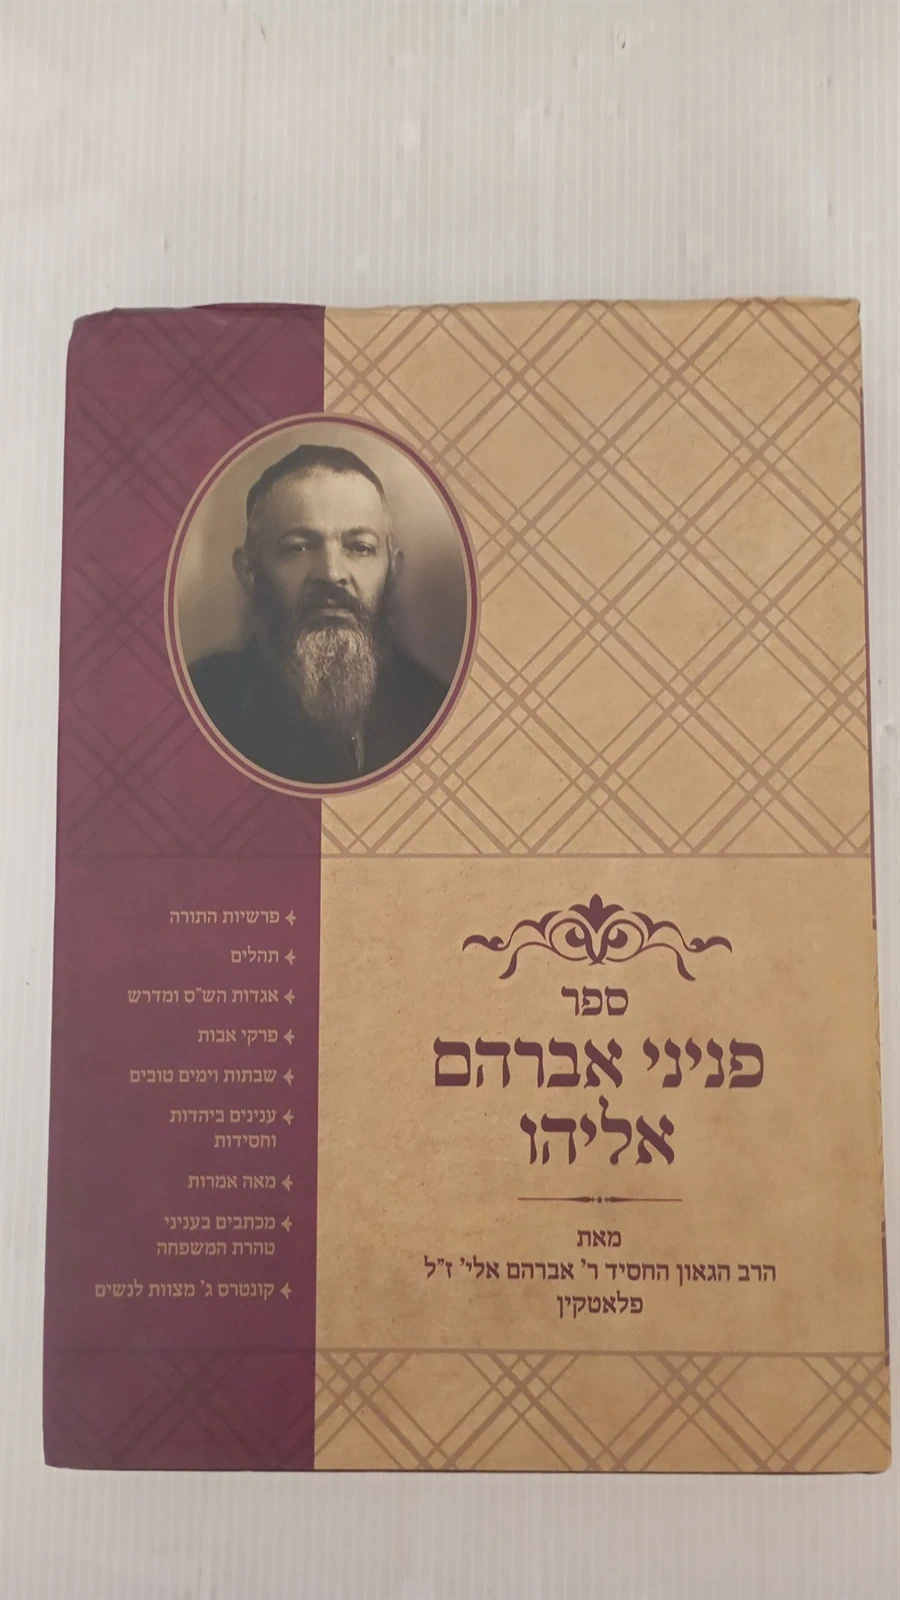 ספר
פניני אברהם
אליהו
מאת
הרב הגאון החסיד ר' אברהם אלי' ז"ל
פלאטקין
פרשיות התורה
תהלים
אגדות הש"ס ומדרש
פרקי אבות
שבתות וימים טובים
ענינים ביהדות
וחסידות
מאה אמרות
מכתבים בעניני
טהרת המשפחה
קונטרס ג' מצוות לנשים